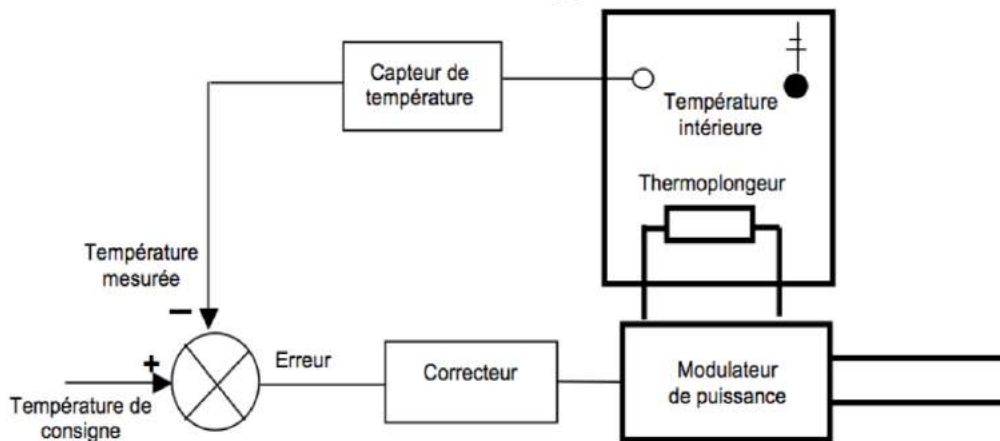 Capteur de
température
Température
intérieure
Thermoplongeur
Température
mesurée
−
+
Erreur
Correcteur
Modulateur
de puissance
Température de
consigne